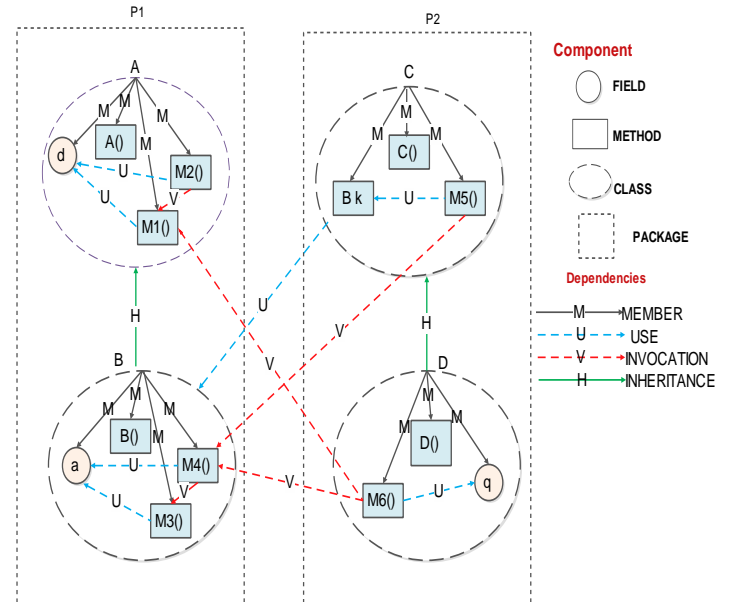 P1
P2
A
M
M
M
M
d
A()
M2()
U
U
V
M1()
C
M
M
M
C()
B k
U
M5()
H
U
V
V
H
B
M
M
M
M
B()
a
U
M4()
V
U
M3()
V
D
M
M
M
D()
M6()
U
q
Component
FIELD
METHOD
CLASS
PACKAGE
Dependencies
M MEMBER
U USE
V INVOCATION
H INHERITANCE